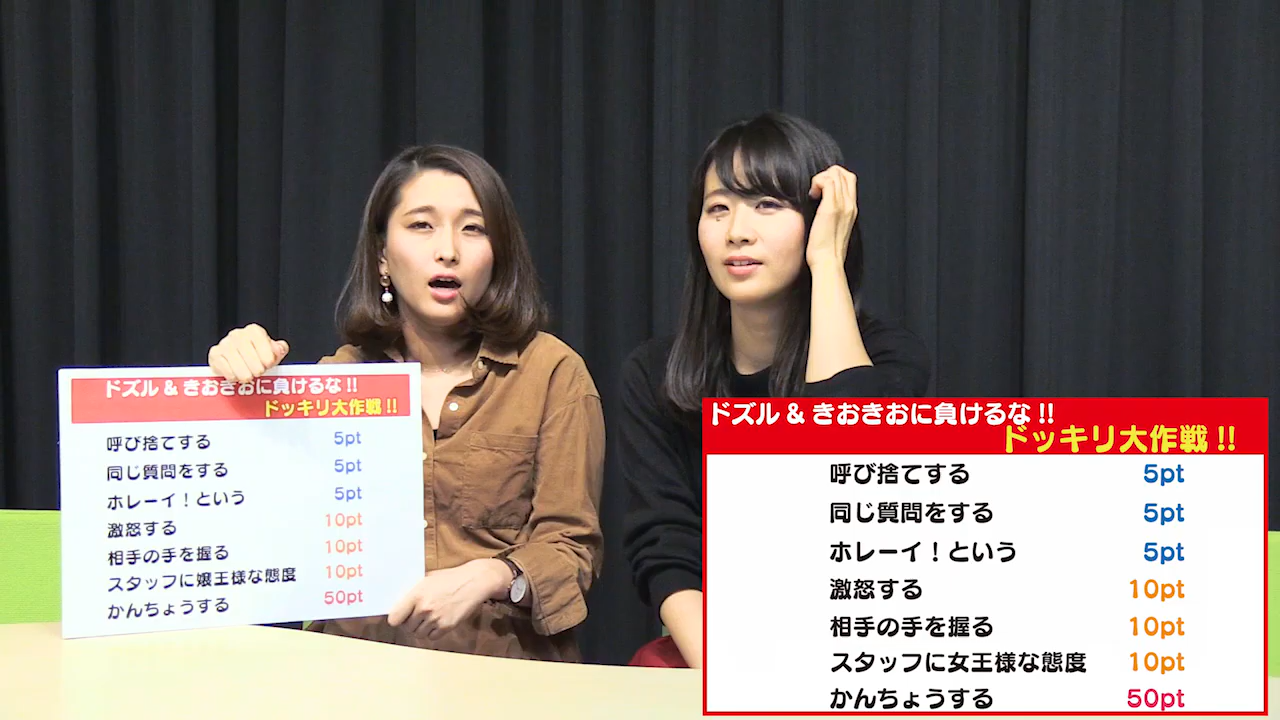 ドズル & きおきおに負けるな!!
ドッキリ大作戦!!
呼び捨てする 5pt
同じ質問をする 5pt
ホレーイ！という 5pt
激怒する 10pt
相手の手を握る 10pt
スタッフに嬢王様な態度 10pt
かんちょうする 50pt
ドズル & きおきおに負けるな!!
ドッキリ大作戦!!
呼び捨てする 5pt
同じ質問をする 5pt
ホレーイ！という 5pt
激怒する 10pt
相手の手を握る 10pt
スタッフに女王様な態度 10pt
かんちょうする 50pt